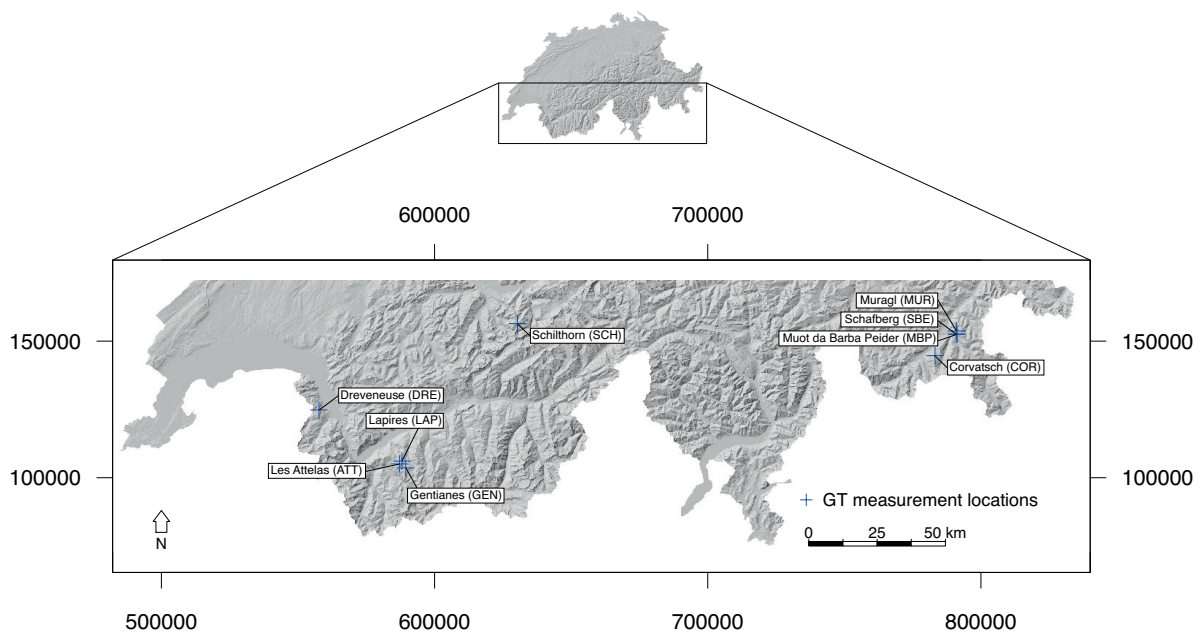 600000
700000
Muragl (MUR)
Schafberg (SBE)
150000
Schilthorn (SCH)
Muot da Barba Peider (MBP)
150000
Corvatsch (COR)
Dreveneuse (DRE)
Lapires (LAP)
Les Attelas (ATT)
100000
100000
Gentianes (GEN)
GT measurement locations
0 25 50 km
N
500000
600000
700000
800000